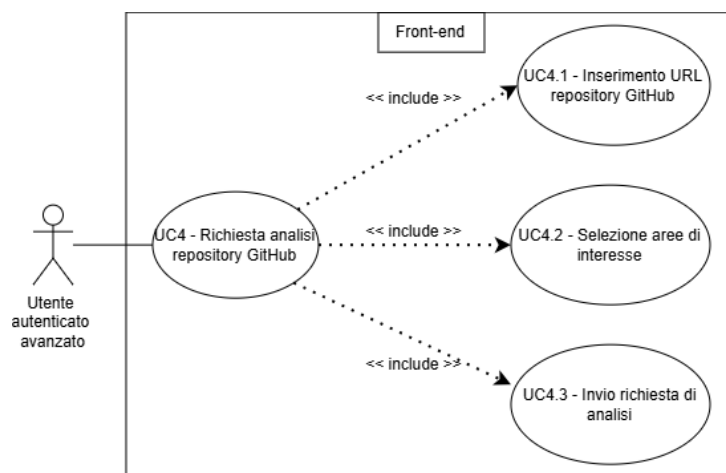 Front-end
UC4.1 - Inserimento URL
repository GitHub
<< include >>
UC4 - Richiesta analisi
repository GitHub
<< include >>
UC4.2 - Selezione aree di
interesse
Utente
autenticato
avanzato
<< include >>
UC4.3 - Invio richiesta di
analisi